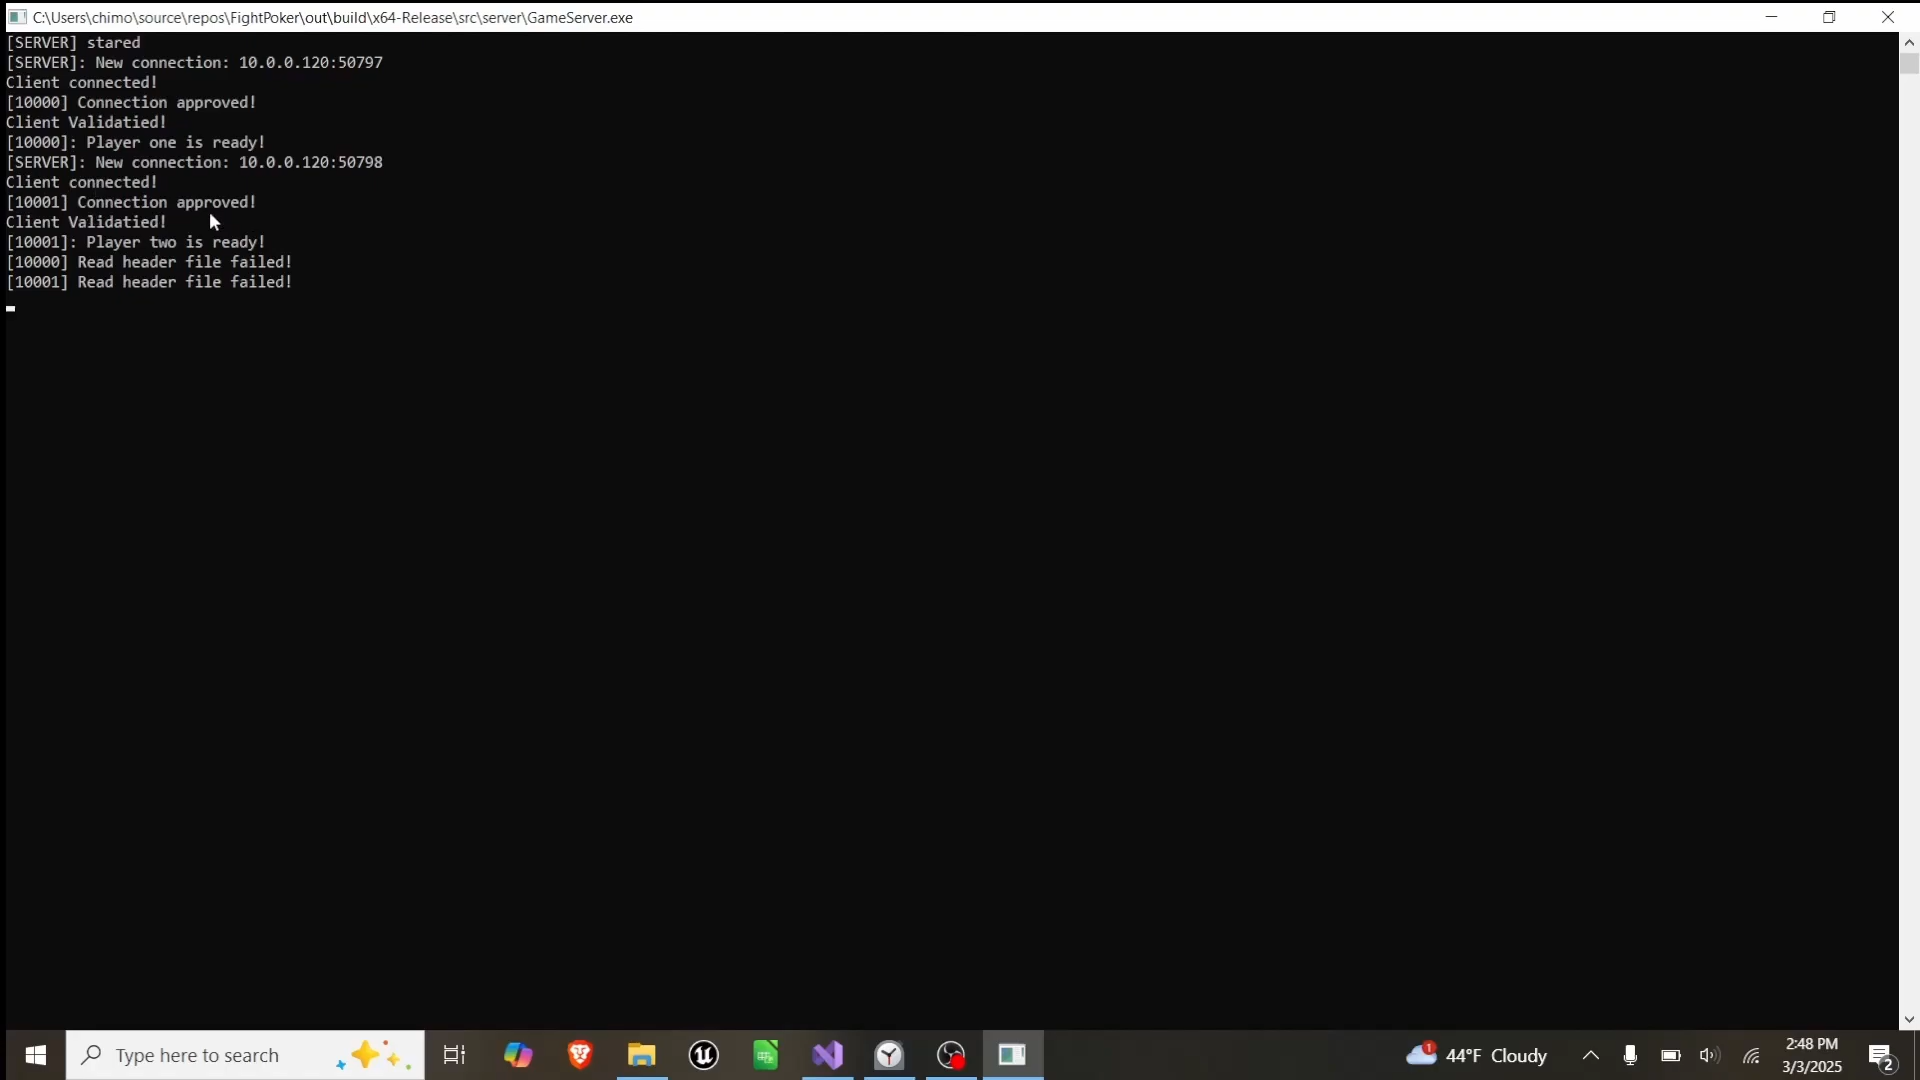 C:\Users\chimo\source\repos\FightPoker\out\build\x64-Release\src\server\GameServer.exe
[SERVER] stared
[SERVER]: New connection: 10.0.0.120:50797
Client connected!
[10000] Connection approved!
Client Validatied!
[10000]: Player one is ready!
[SERVER]: New connection: 10.0.0.120:50798
Client connected!
[10001] Connection approved!
Client Validatied!
[10001]: Player two is ready!
[10000] Read header file failed!
[10001] Read header file failed!
Type here to search
1
44°F Cloudy
2:48 PM
3/3/2025
2